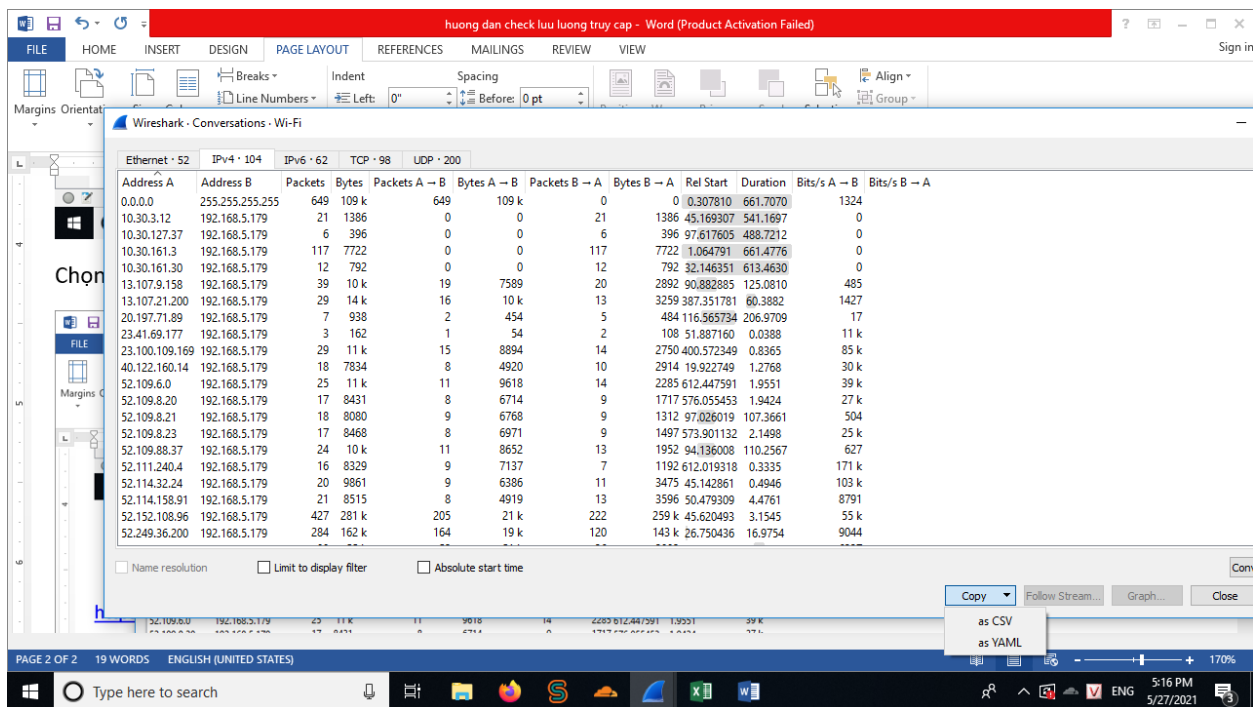 huong dan check luu luong truy cap - Word (Product Activation Failed)
FILE HOME INSERT DESIGN PAGE LAYOUT REFERENCES MAILINGS REVIEW VIEW Sign in
Breaks Indent Spacing Align
Line Numbers Left: 0" Before: 0 pt Group
Margins Orientat
Wireshark · Conversations · Wi-Fi
Ethernet · 52 IPv4 · 104 IPv6 · 62 TCP · 98 UDP · 200
Address A Address B Packets Bytes Packets A → B Bytes A → B Packets B → A Bytes B → A Rel Start Duration Bits/s A → B Bits/s B → A
0.0.0.0 255.255.255.255 649 109 k 649 109 k 0 0 0.307810 661.7070 1324
10.30.3.12 192.168.5.179 21 1386 0 0 21 1386 45.169307 541.1697 0
10.30.127.37 192.168.5.179 6 396 0 0 6 396 97.617605 488.7212 0
10.30.161.3 192.168.5.179 117 7722 0 0 117 7722 1.064791 661.4776 0
10.30.161.30 192.168.5.179 12 792 0 0 12 792 32.146351 613.4630 0
13.107.9.158 192.168.5.179 39 10 k 19 7589 20 2892 90.882885 125.0810 485
13.107.21.200 192.168.5.179 29 14 k 16 10 k 13 3259 387.351781 60.3882 1427
20.197.71.89 192.168.5.179 7 938 2 454 5 484 116.565734 206.9709 17
23.41.69.177 192.168.5.179 3 162 1 54 2 108 51.887160 0.0388 11 k
23.100.109.169 192.168.5.179 29 11 k 15 8894 14 2750 400.572349 0.8365 85 k
40.122.160.14 192.168.5.179 18 7834 8 4920 10 2914 19.922749 1.2768 30 k
52.109.6.0 192.168.5.179 25 11 k 11 9618 14 2285 612.447591 1.9551 39 k
52.109.8.20 192.168.5.179 17 8431 8 6714 9 1717 576.055453 1.9424 27 k
52.109.8.21 192.168.5.179 18 8080 9 6768 9 1312 97.026019 107.3661 504
52.109.8.23 192.168.5.179 17 8468 8 6971 9 1497 573.901132 2.1498 25 k
52.109.88.37 192.168.5.179 24 10 k 11 8652 13 1952 94.136008 110.2567 627
52.111.240.4 192.168.5.179 16 8329 9 7137 7 1192 612.019318 0.3335 171 k
52.114.32.24 192.168.5.179 20 9861 9 6386 11 3475 45.142861 0.4946 103 k
52.114.158.91 192.168.5.179 21 8515 8 4919 13 3596 50.479309 4.4761 8791
52.152.108.96 192.168.5.179 427 281 k 205 21 k 222 259 k 45.620493 3.1545 55 k
52.249.36.200 192.168.5.179 284 162 k 164 19 k 120 143 k 26.750436 16.9754 9044
Chọn
FILE
Margins
Name resolution Limit to display filter Absolute start time Conv
Copy Follow Stream... Graph... Close
as CSV
as YAML
h
52.109.6.0 192.168.5.179 25 11 k 11 9618 14 2285 612.447591 1.9551 39 k
PAGE 2 OF 2 19 WORDS ENGLISH (UNITED STATES) 170%
Type here to search ENG 5:16 PM
5/27/2021